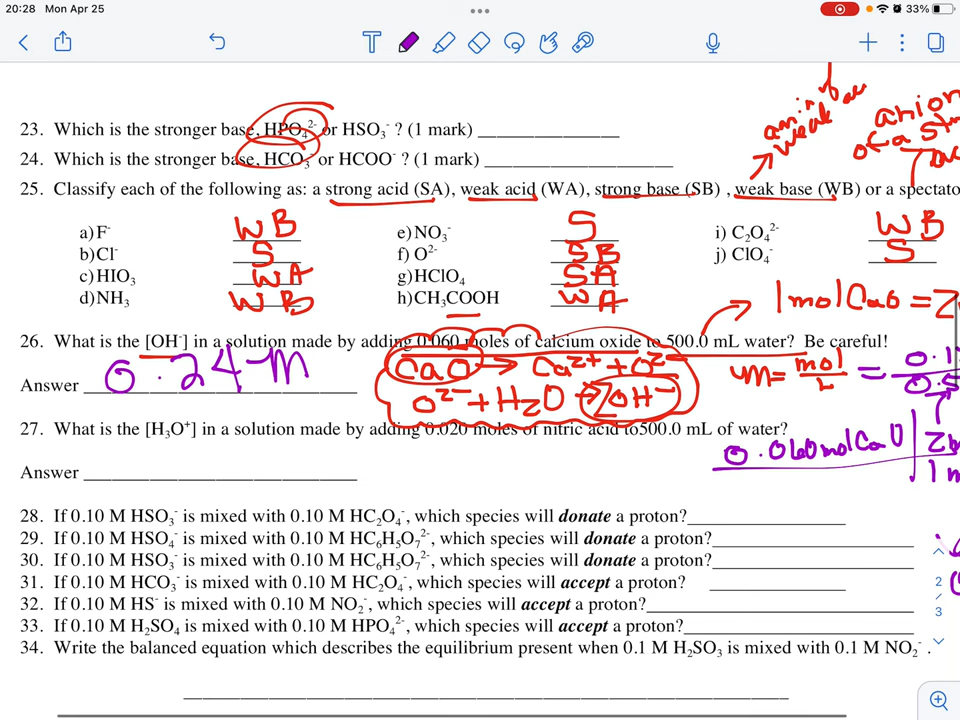 20:28 Mon Apr 25
33%
anion
weak
of a
23. Which is the stronger base, HPO₄²⁻ or HSO₃⁻ ? (1 mark) _______________
24. Which is the stronger base, HCO₃⁻ or HCOO⁻ ? (1 mark) ____________________
25. Classify each of the following as: a strong acid (SA), weak acid (WA), strong base (SB) , weak base (WB) or a spectato
a) F⁻ WB e) NO₃⁻ S i) C₂O₄²⁻ WB
b) Cl⁻ S f) O²⁻ SB j) ClO₄⁻ S
c) HIO₃ WA g) HClO₄ SA
d) NH₃ WB h) CH₃COOH WA
1 mol CaO = 2
26. What is the [OH⁻] in a solution made by adding 0.060 moles of calcium oxide to 500.0 mL water? Be careful!
Answer 0.24 M
CaO → Ca²⁺ + O²⁻
O²⁻ + H₂O → 2OH⁻
M = mol/L =
27. What is the [H₃O⁺] in a solution made by adding 0.020 moles of nitric acid to500.0 mL of water?
0.060 mol CaO
Answer _____________________________
28. If 0.10 M HSO₃⁻ is mixed with 0.10 M HC₂O₄⁻, which species will donate a proton?_________________
29. If 0.10 M HSO₄⁻ is mixed with 0.10 M HC₆H₅O₇²⁻, which species will donate a proton?______________________
30. If 0.10 M HSO₃⁻ is mixed with 0.10 M HC₆H₅O₇²⁻, which species will donate a proton?______________________
31. If 0.10 M HCO₃⁻ is mixed with 0.10 M HC₂O₄⁻, which species will accept a proton? _______________
32. If 0.10 M HS⁻ is mixed with 0.10 M NO₂⁻, which species will accept a proton?_____________________________
33. If 0.10 M H₂SO₄ is mixed with 0.10 M HPO₄²⁻, which species will accept a proton?_________________________
34. Write the balanced equation which describes the equilibrium present when 0.1 M H₂SO₃ is mixed with 0.1 M NO₂⁻ .
2
/
3